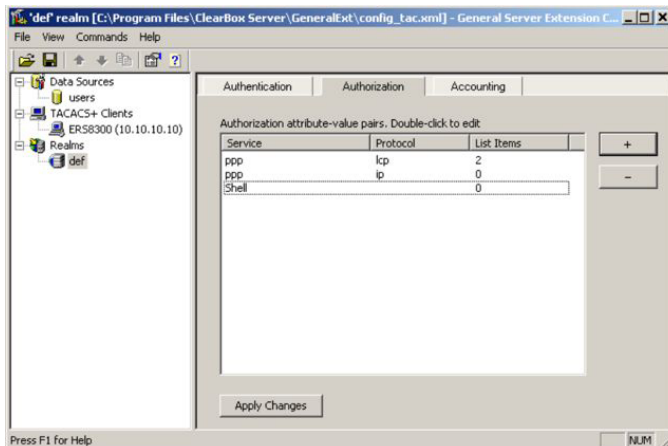 'def' realm [C:\Program Files\ClearBox Server\GeneralExt\config_tac.xml] - General Server Extension C...
File View Commands Help
Data Sources
users
TACACS+ Clients
ERS8300 (10.10.10.10)
Realms
def
Authentication Authorization Accounting
Authorization attribute-value pairs. Double-click to edit
Service Protocol List Items
ppp lcp 2
ppp ip 0
Shell 0
+
-
Apply Changes
Press F1 for Help NUM